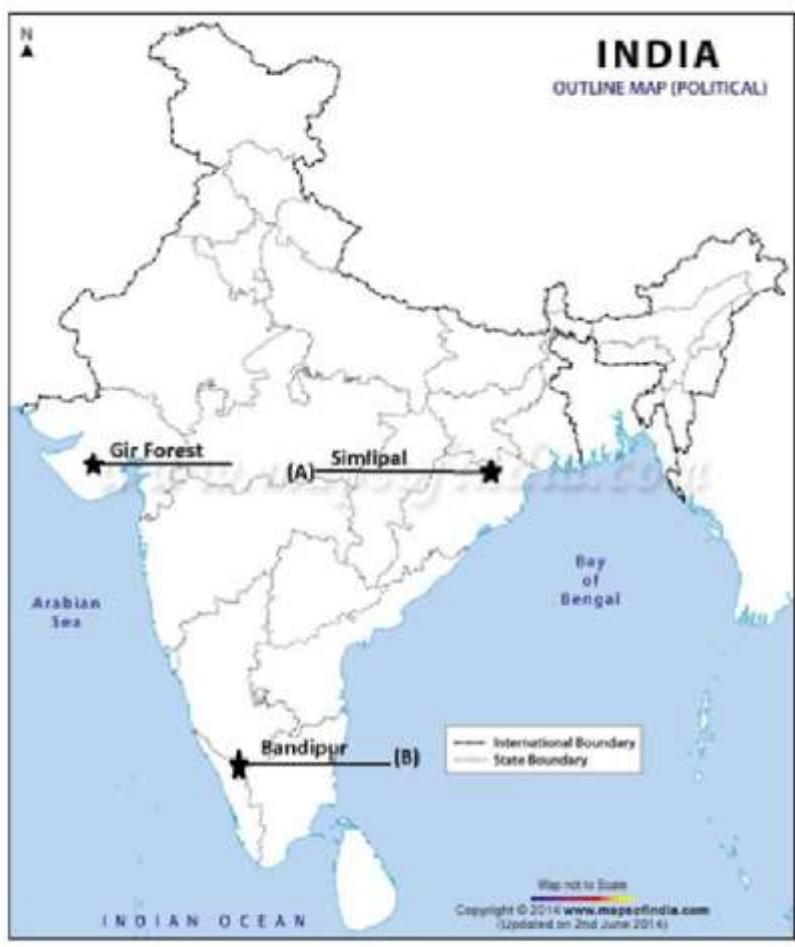 N
INDIA
OUTLINE MAP (POLITICAL)
Gir Forest
(A) Simlipal
Arabian
Sea
Bay
of
Bengal
Bandipur (B)
International Boundary
State Boundary
Map not to Scale
Copyright © 2014 www.mapsofindia.com
(Updated on 2nd June 2014)
INDIAN OCEAN